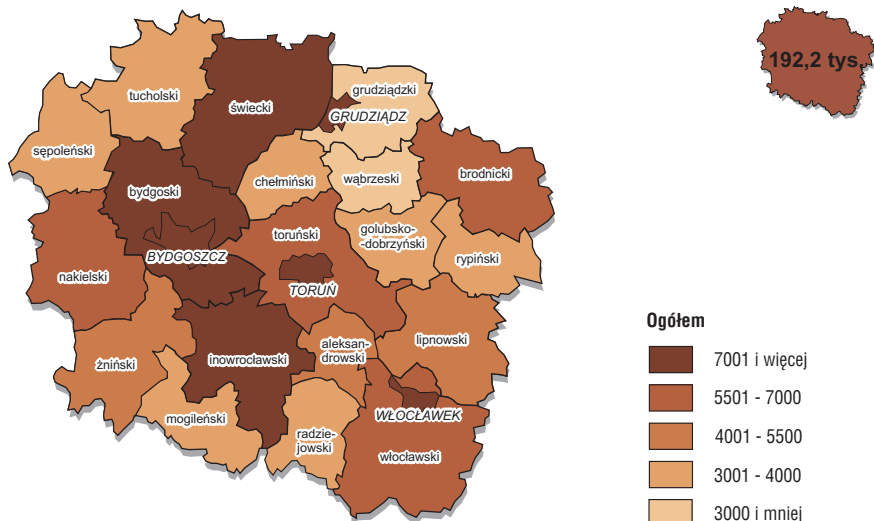 192,2 tys.
tucholski
świecki
grudziądzki
GRUDZIĄDZ
sępoleński
bydgoski
chełmiński
wąbrzeski
brodnicki
BYDGOSZCZ
toruński
golubsko-
-dobrzyński
rypiński
nakielski
TORUŃ
żniński
inowrocławski
aleksan-
drowski
lipnowski
mogileński
radzie-
jowski
WŁOCŁAWEK
włocławski
Ogółem
7001 i więcej
5501 - 7000
4001 - 5500
3001 - 4000
3000 i mniej